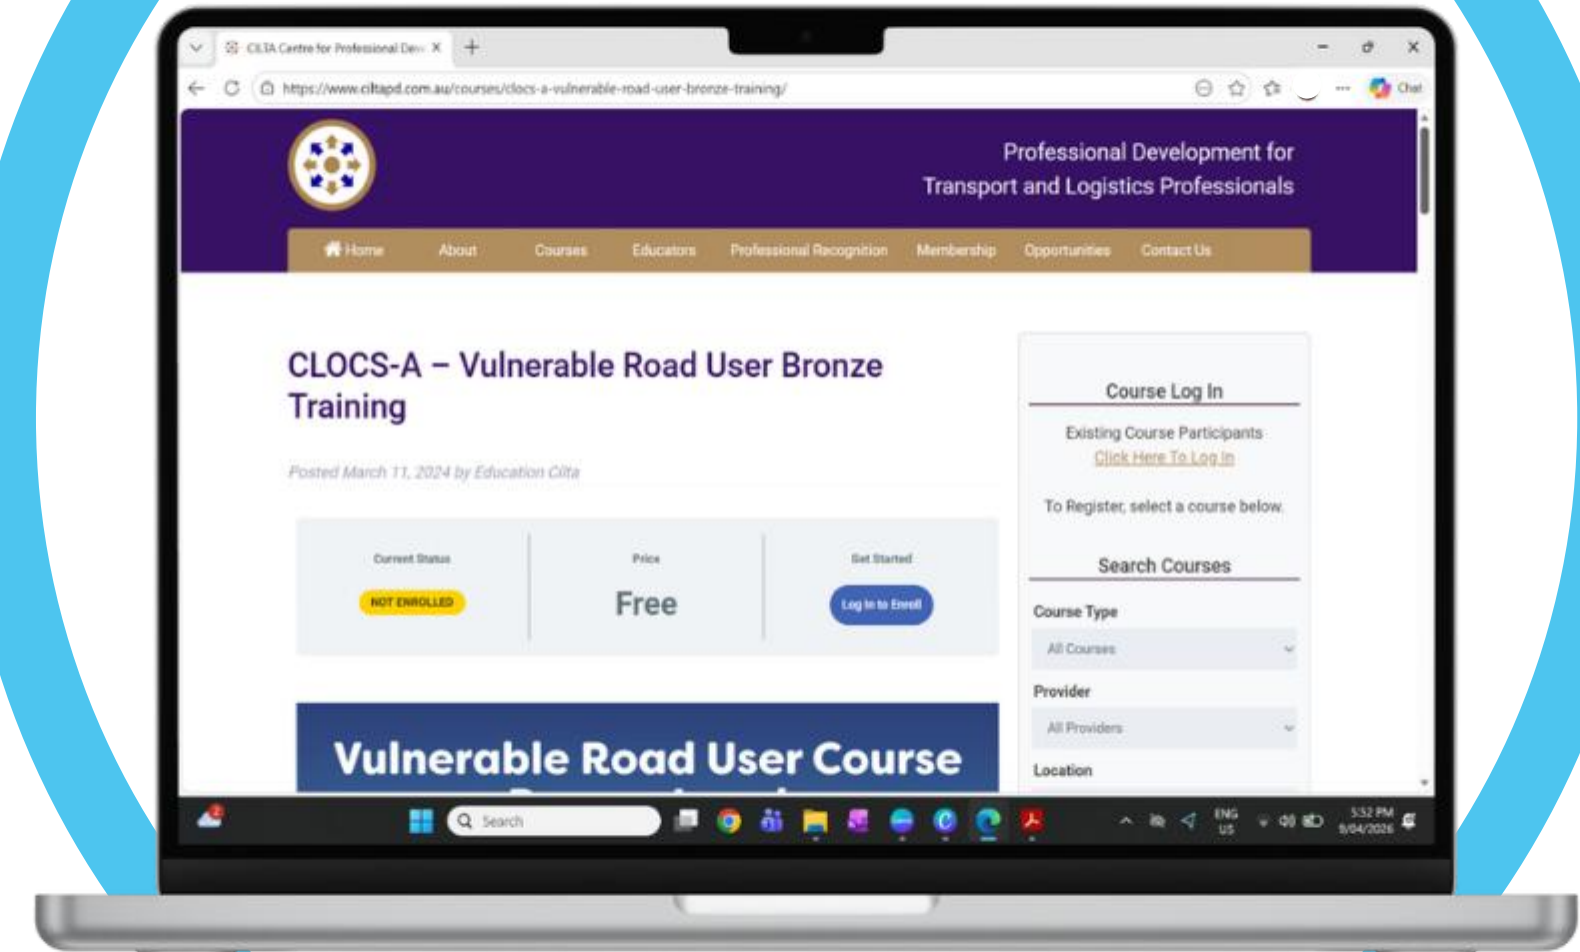 CILTA Centre for Professional Dev
https://www.ciltapd.com.au/courses/clocs-a-vulnerable-road-user-bronze-training/
Chat
Professional Development for
Transport and Logistics Professionals
Home About Courses Educators Professional Recognition Membership Opportunities Contact Us
CLOCS-A – Vulnerable Road User Bronze
Training
Posted March 11, 2024 by Education Cilta
Current Status
NOT ENROLLED
Price
Free
Get Started
Log In to Enroll
Vulnerable Road User Course
Course Log In
Existing Course Participants
Click Here To Log In
To Register, select a course below.
Search Courses
Course Type
All Courses
Provider
All Providers
Location
2
Search
ENG
US
5:52 PM
9/04/2026